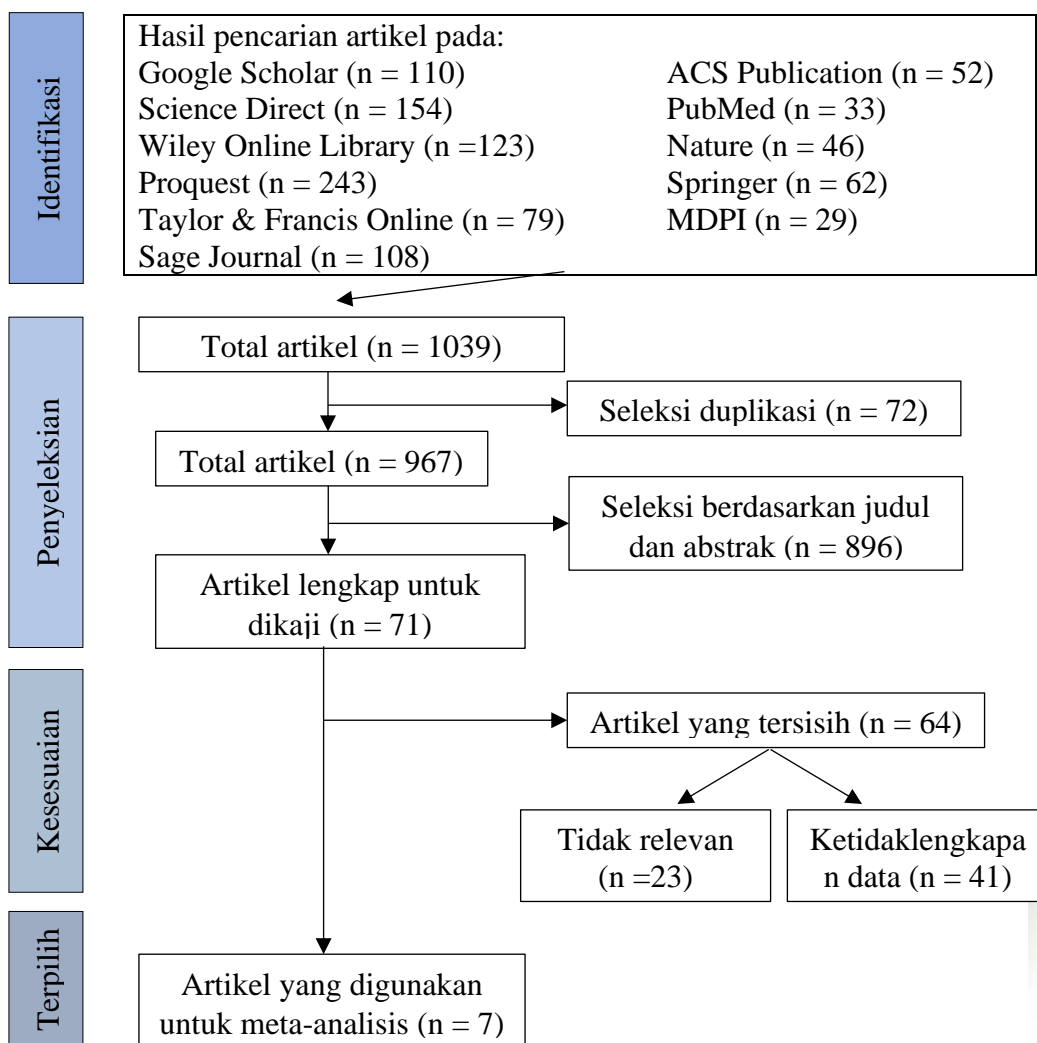 Identifikasi
Hasil pencarian artikel pada:
Google Scholar (n = 110)
Science Direct (n = 154)
Wiley Online Library (n =123)
Proquest (n = 243)
Taylor & Francis Online (n = 79)
Sage Journal (n = 108)
ACS Publication (n = 52)
PubMed (n = 33)
Nature (n = 46)
Springer (n = 62)
MDPI (n = 29)
Penyeleksian
Total artikel (n = 1039)
Seleksi duplikasi (n = 72)
Total artikel (n = 967)
Seleksi berdasarkan judul
dan abstrak (n = 896)
Artikel lengkap untuk
dikaji (n = 71)
Kesesuaian
Artikel yang tersisih (n = 64)
Tidak relevan
(n =23)
Ketidaklengkapa
n data (n = 41)
Terpilih
Artikel yang digunakan
untuk meta-analisis (n = 7)